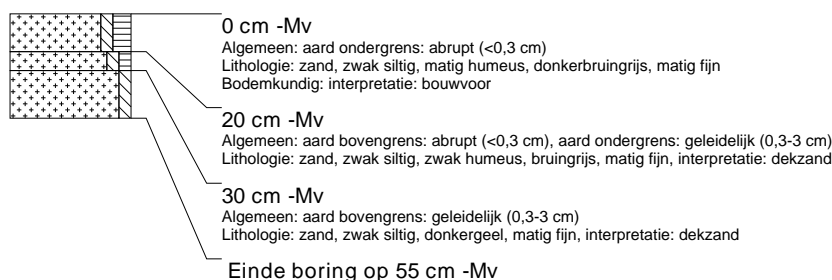 0 cm -Mv
Algemeen: aard ondergrens: abrupt (<0,3 cm)
Lithologie: zand, zwak siltig, matig humeus, donkerbruingrijs, matig fijn
Bodemkundig: interpretatie: bouwvoor
20 cm -Mv
Algemeen: aard bovengrens: abrupt (<0,3 cm), aard ondergrens: geleidelijk (0,3-3 cm)
Lithologie: zand, zwak siltig, zwak humeus, bruingrijs, matig fijn, interpretatie: dekzand
30 cm -Mv
Algemeen: aard bovengrens: geleidelijk (0,3-3 cm)
Lithologie: zand, zwak siltig, donkergeel, matig fijn, interpretatie: dekzand
Einde boring op 55 cm -Mv